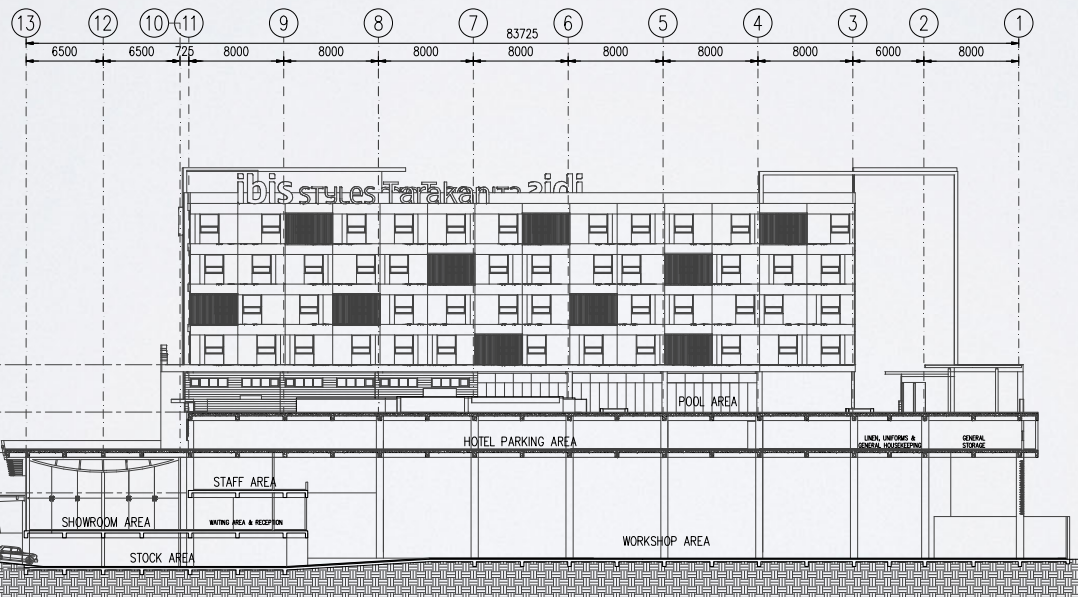 13 12 10 11 9 8 7 6 5 4 3 2 1
83725
6500 6500 725 8000 8000 8000 8000 8000 8000 8000 6000 8000
ibis STYLES
POOL AREA
HOTEL PARKING AREA
LINEN, UNIFORMS &
GENERAL HOUSEKEEPING
GENERAL
STORAGE
STAFF AREA
SHOWROOM AREA
WAITING AREA & RECEPTION
WORKSHOP AREA
STOCK AREA